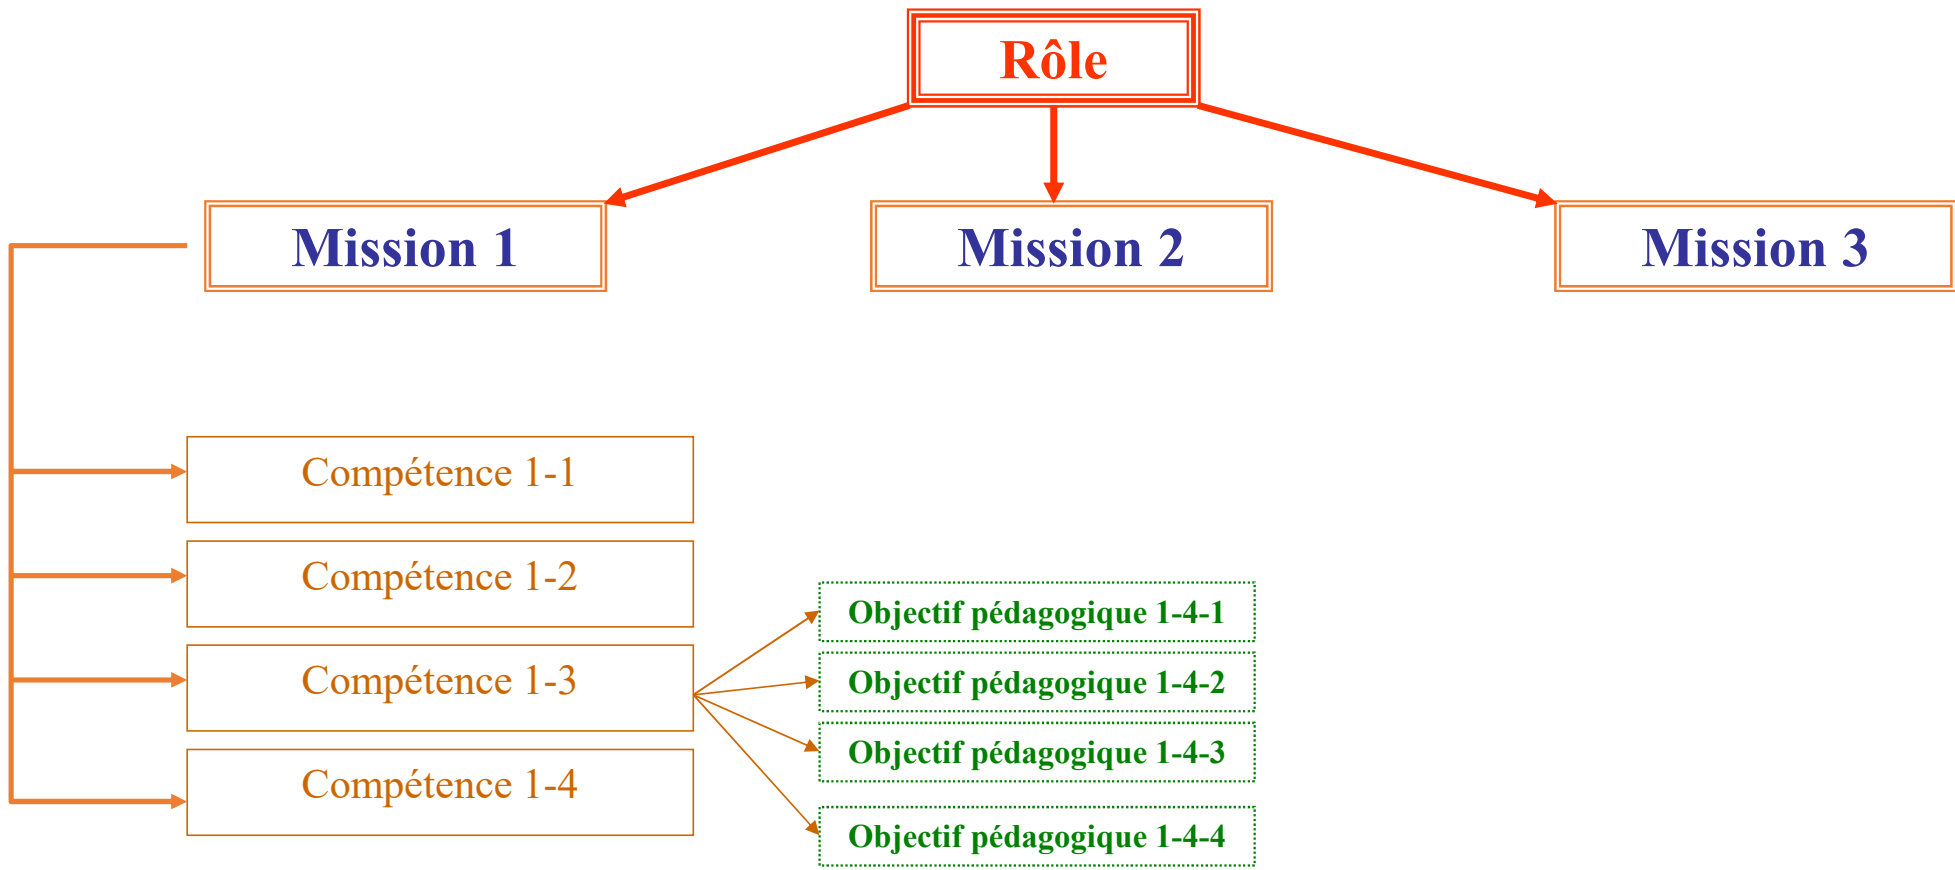 Rôle
Mission 1
Mission 2
Mission 3
Compétence 1-1
Compétence 1-2
Compétence 1-3
Compétence 1-4
Objectif pédagogique 1-4-1
Objectif pédagogique 1-4-2
Objectif pédagogique 1-4-3
Objectif pédagogique 1-4-4